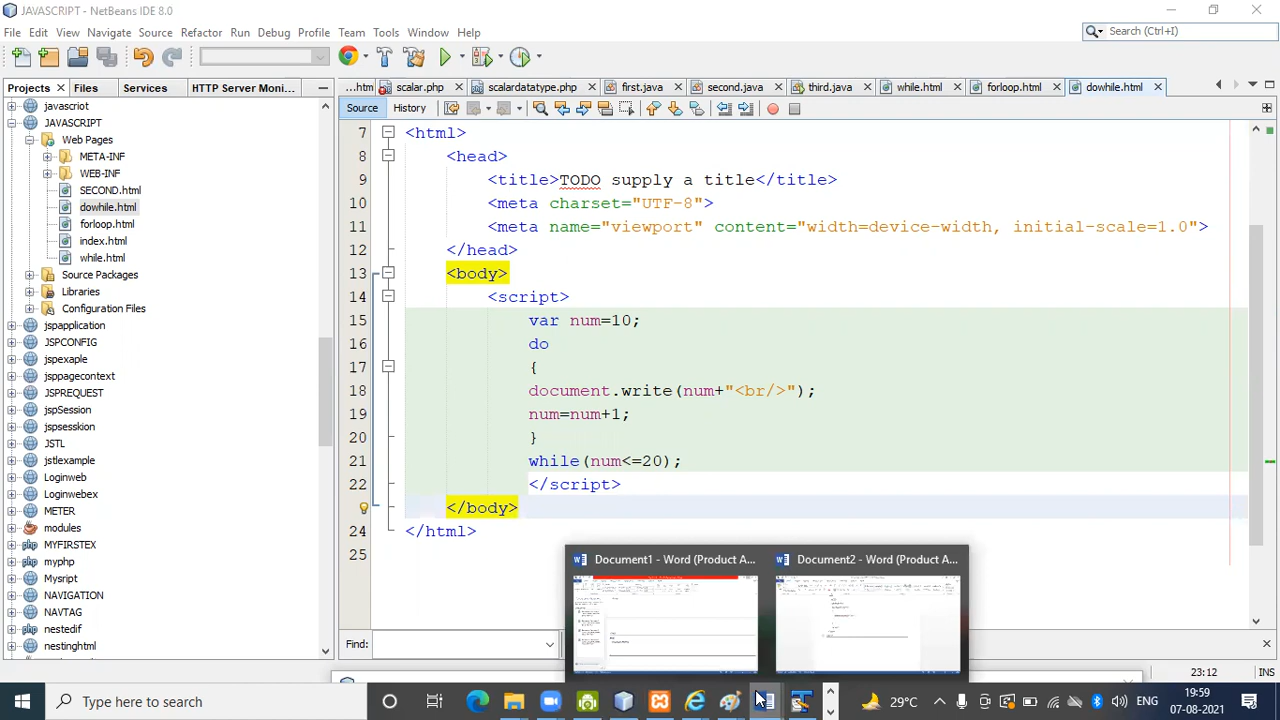 JAVASCRIPT - NetBeans IDE 8.0
File Edit View Navigate Source Refactor Run Debug Profile Team Tools Window Help
Search (Ctrl+I)
Projects Files Services HTTP Server Moni...
...htm scalar.php scalardatatype.php first.java second.java third.java while.html forloop.html dowhile.html
Source History
javascriot
JAVASCRIPT
Web Pages
META-INF
WEB-INF
SECOND.html
dowhile.html
forloop.html
index.html
while.html
Source Packages
Libraries
Configuration Files
jspapplication
JSPCONFIG
jspexaple
jsppagecontext
JSPREQUEST
jspSession
jspsesskion
JSTL
jstlexample
Loginweb
Loginwebex
METER
modules
MYFIRSTEX
myphp
Mysript
NAVIGATION
NAVTAG
nestedif
nestinghtml
7 <html>
8 <head>
9 <title>TODO supply a title</title>
10 <meta charset="UTF-8">
11 <meta name="viewport" content="width=device-width, initial-scale=1.0">
12 </head>
13 <body>
14 <script>
15 var num=10;
16 do
17 {
18 document.write(num+"<br/>");
19 num=num+1;
20 }
21 while(num<=20);
22 </script>
23 </body>
24 </html>
25
Document1 - Word (Product A... Document2 - Word (Product A...
Find:
23:12 INS
Type here to search
29°C ENG 19:59
07-08-2021